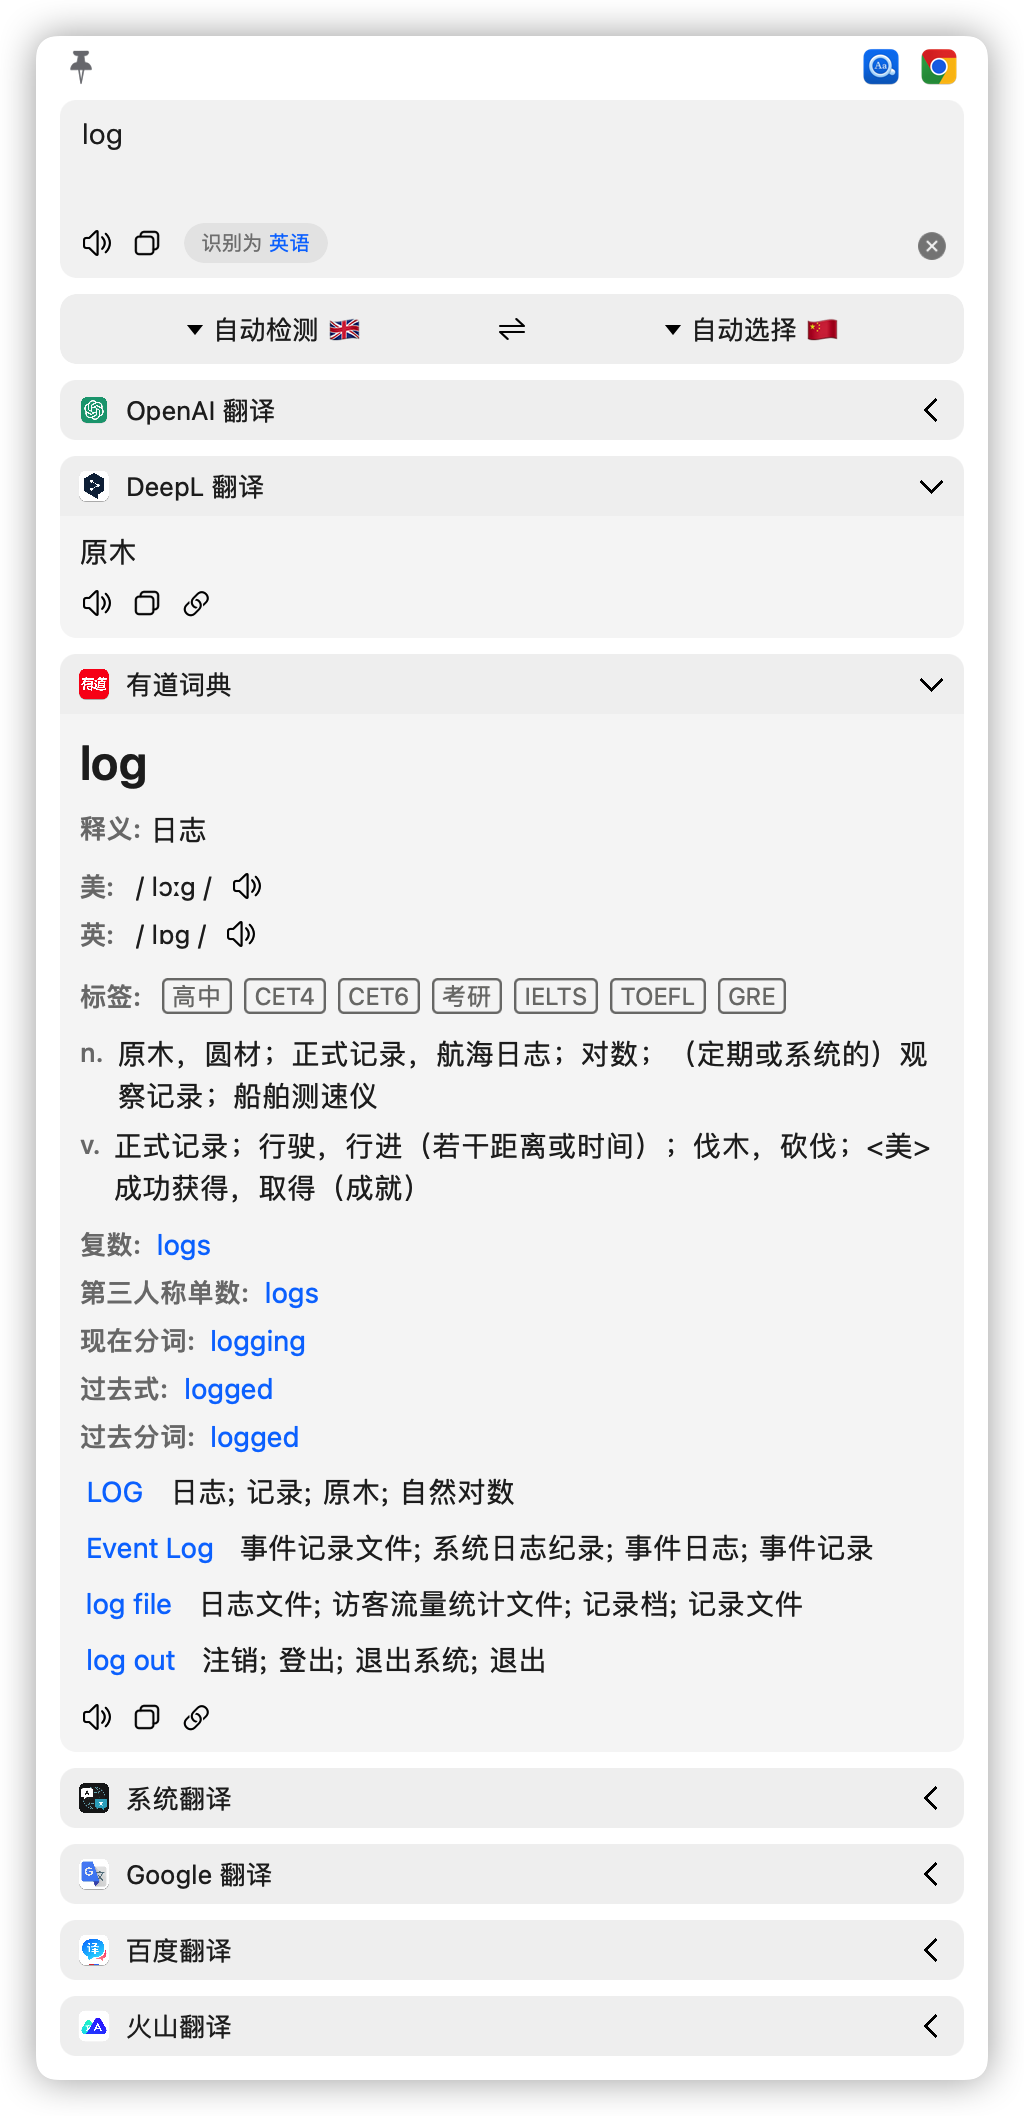 log
识别为 英语
自动检测
自动选择
OpenAI 翻译
DeepL 翻译
原木
有道
有道词典
log
释义: 日志
美: / lɔːɡ /
英: / lɒɡ /
标签: 高中 CET4 CET6 考研 IELTS TOEFL GRE
n. 原木，圆材；正式记录，航海日志；对数；（定期或系统的）观
察记录；船舶测速仪
v. 正式记录；行驶，行进（若干距离或时间）；伐木，砍伐；<美>
成功获得，取得（成就）
复数: logs
第三人称单数: logs
现在分词: logging
过去式: logged
过去分词: logged
LOG 日志; 记录; 原木; 自然对数
Event Log 事件记录文件; 系统日志纪录; 事件日志; 事件记录
log file 日志文件; 访客流量统计文件; 记录档; 记录文件
log out 注销; 登出; 退出系统; 退出
系统翻译
Google 翻译
译
百度翻译
火山翻译